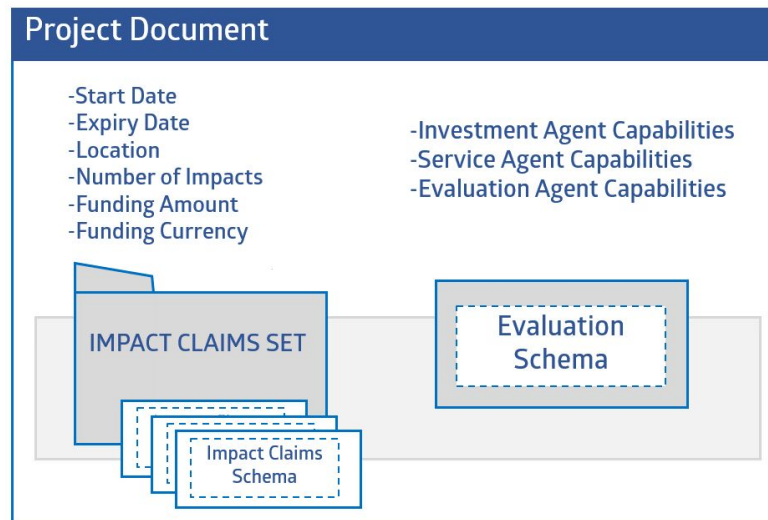 Project Document
-Start Date
-Expiry Date
-Location
-Number of Impacts
-Funding Amount
-Funding Currency
-Investment Agent Capabilities
-Service Agent Capabilities
-Evaluation Agent Capabilities
IMPACT CLAIMS SET
Impact Claims
Schema
Evaluation
Schema